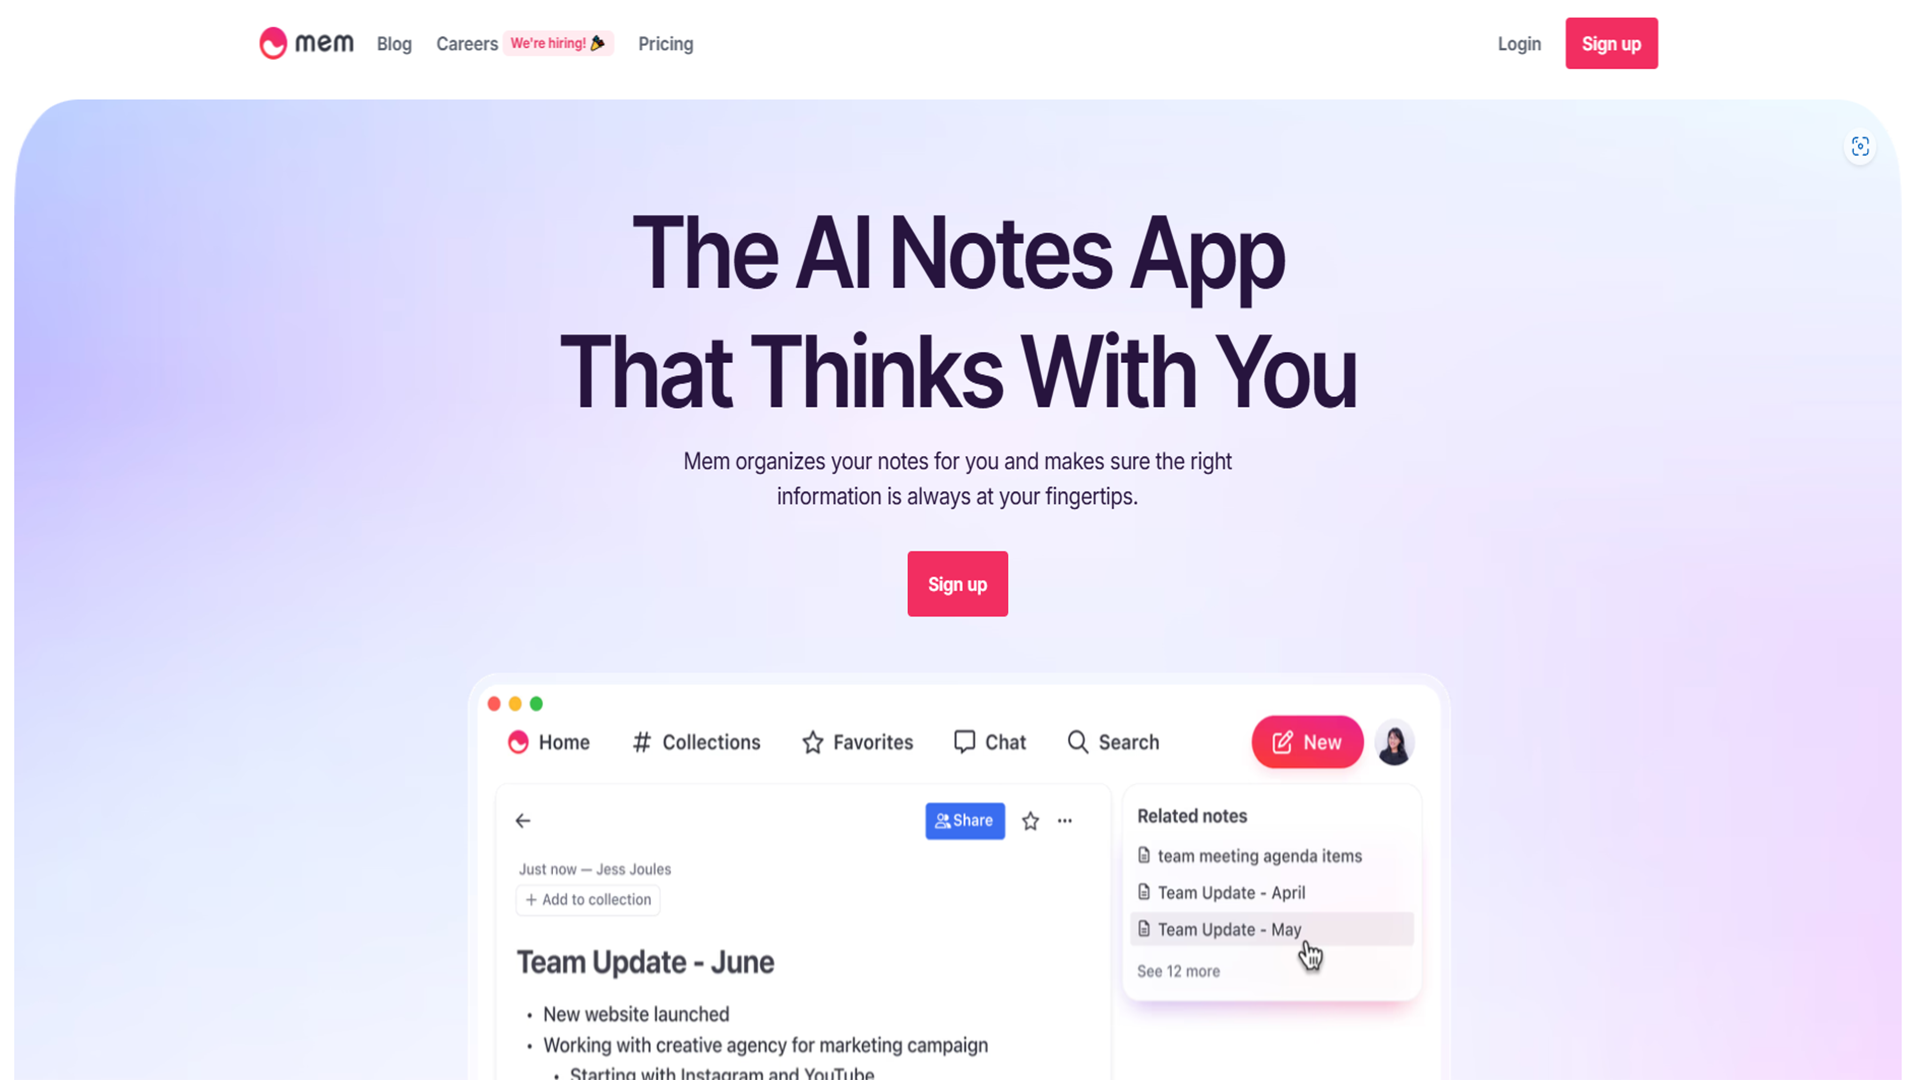 mem Blog Careers We're hiring! Pricing Login Sign up
The AI Notes App
That Thinks With You
Mem organizes your notes for you and makes sure the right
information is always at your fingertips.
Sign up
Home # Collections Favorites Chat Search New
Share ...
Just now — Jess Joules
+ Add to collection
Team Update - June
• New website launched
• Working with creative agency for marketing campaign
• Starting with Instagram and YouTube
Related notes
team meeting agenda items
Team Update - April
Team Update - May
See 12 more